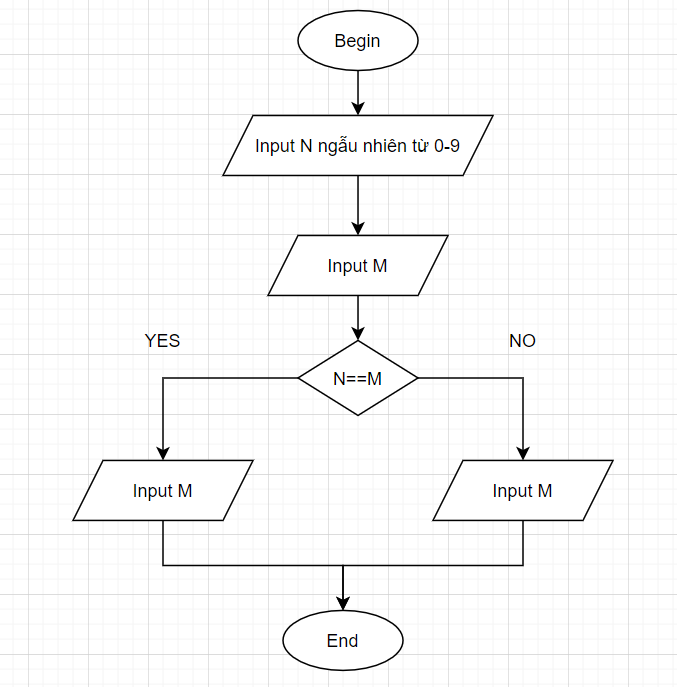 Begin
Input N ngẫu nhiên từ 0-9
Input M
YES
NO
N==M
Input M
Input M
End